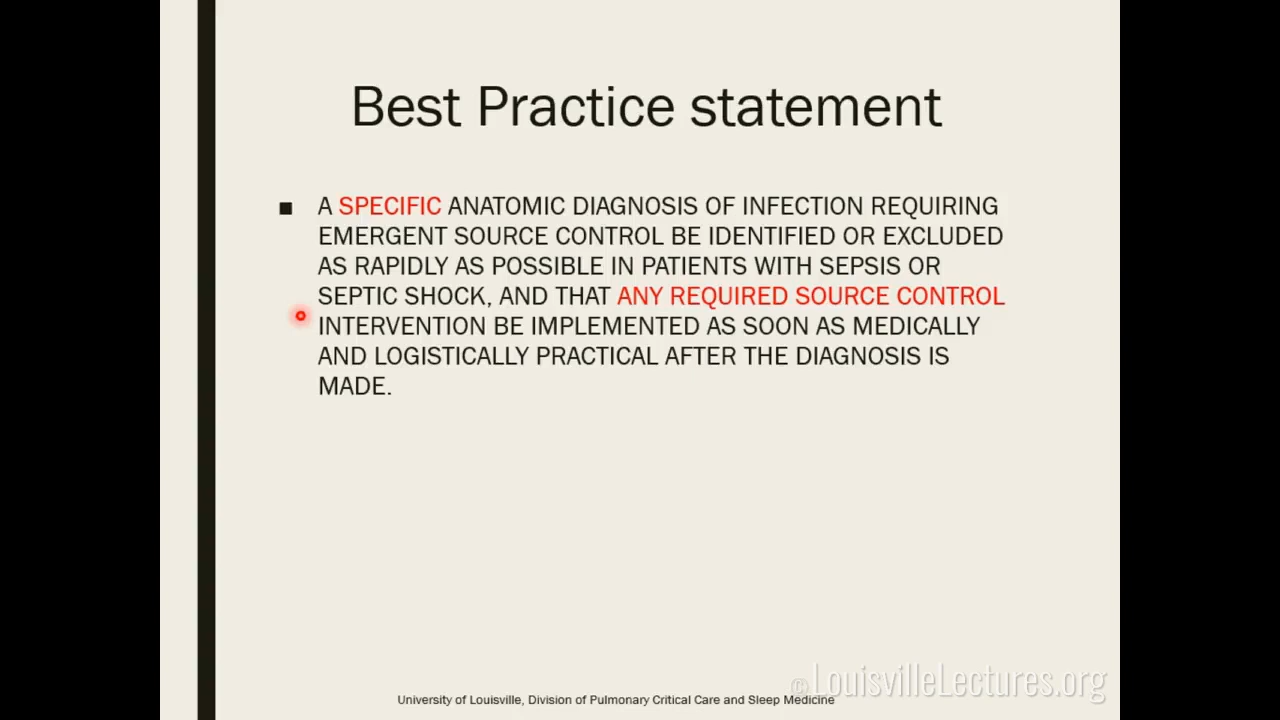 Best Practice statement
■ A SPECIFIC ANATOMIC DIAGNOSIS OF INFECTION REQUIRING
EMERGENT SOURCE CONTROL BE IDENTIFIED OR EXCLUDED
AS RAPIDLY AS POSSIBLE IN PATIENTS WITH SEPSIS OR
SEPTIC SHOCK, AND THAT ANY REQUIRED SOURCE CONTROL
INTERVENTION BE IMPLEMENTED AS SOON AS MEDICALLY
AND LOGISTICALLY PRACTICAL AFTER THE DIAGNOSIS IS
MADE.
©LouisvilleLectures.org
University of Louisville, Division of Pulmonary Critical Care and Sleep Medicine